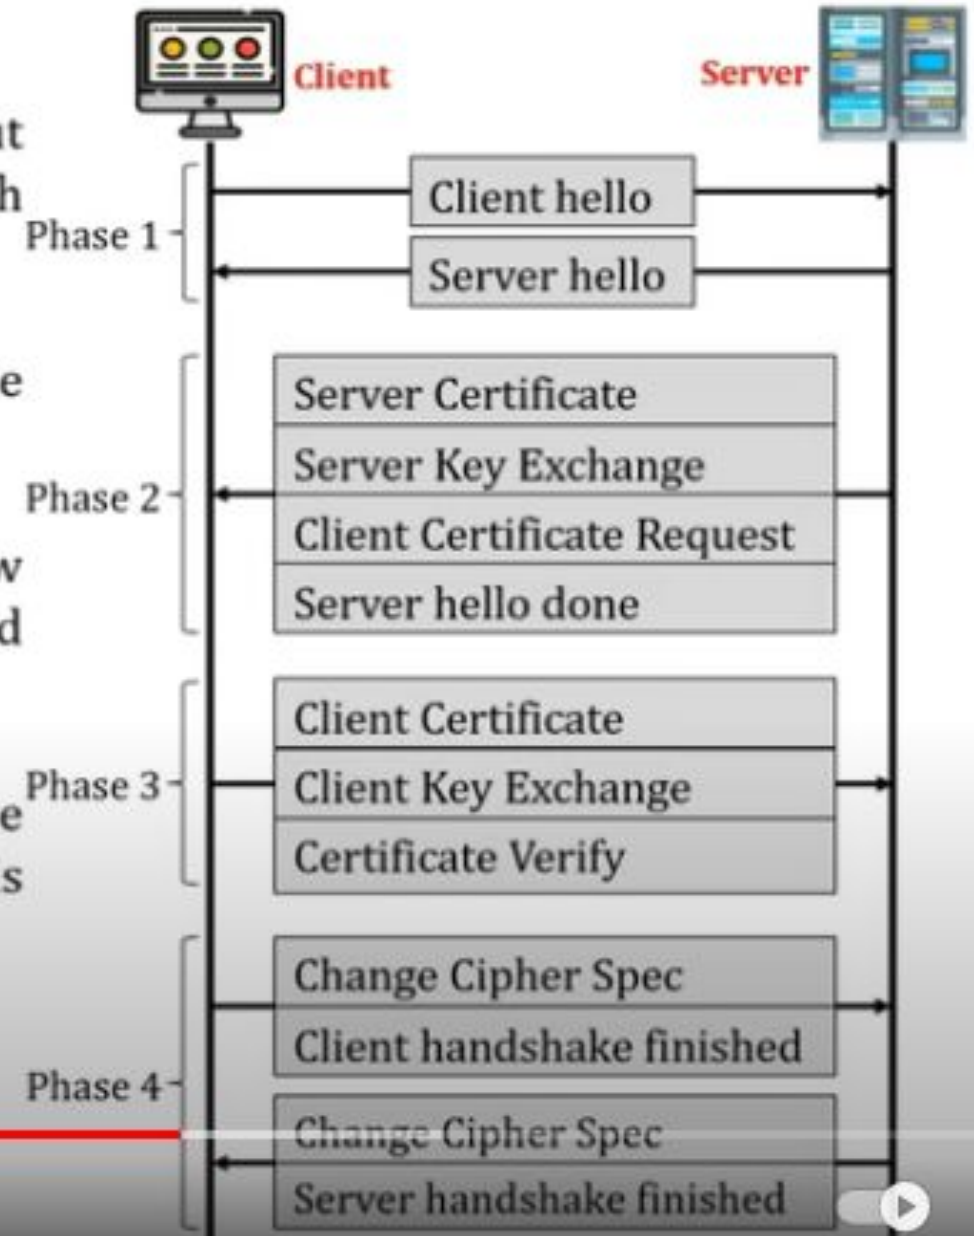 Client
Server
h
Phase 1
Client hello
Server hello
e
Phase 2
Server Certificate
Server Key Exchange
Client Certificate Request
Server hello done
w
d
Phase 3
Client Certificate
Client Key Exchange
Certificate Verify
e
s
Phase 4
Change Cipher Spec
Client handshake finished
Change Cipher Spec
Server handshake finished